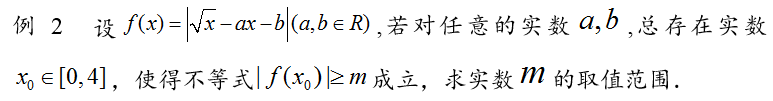 例 2 设 f(x)=|√x−ax−b|(a,b∈R),若对任意的实数 a,b ,总存在实数
x₀∈[0,4], 使得不等式|f(x₀)|≥m 成立, 求实数 m 的取值范围.